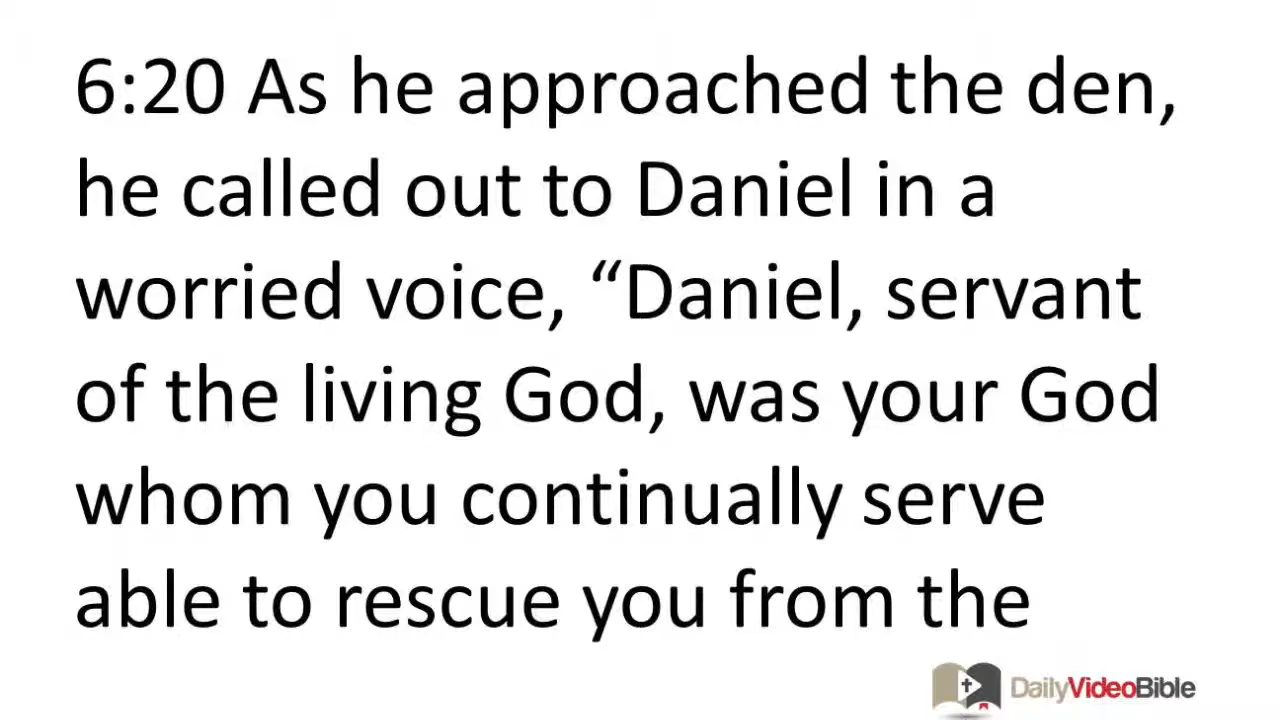 6:20 As he approached the den,
he called out to Daniel in a
worried voice, “Daniel, servant
of the living God, was your God
whom you continually serve
able to rescue you from the
DailyVideoBible